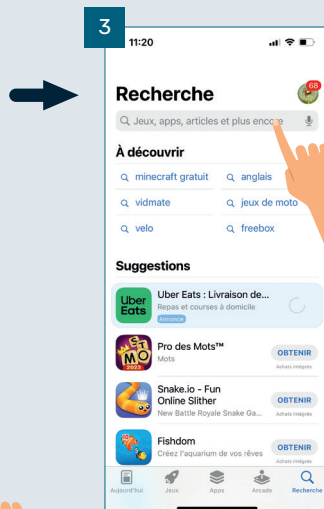 3
11:20
Recherche
68
Jeux, apps, articles et plus encore
À découvrir
minecraft gratuit
anglais
vidmate
jeux de moto
velo
freebox
Suggestions
Uber Eats
Uber Eats : Livraison de...
Repas et courses à domicile
Annonce
STMO
2023
Pro des Mots™
Mots
OBTENIR
Achats intégrés
Snake.io - Fun
Online Slither
New Battle Royale Snake Ga...
OBTENIR
Achats intégrés
Fishdom
Créez l'aquarium de vos rêves
OBTENIR
Achats intégrés
Aujourd'hui
Jeux
Apps
Arcade
Recherche